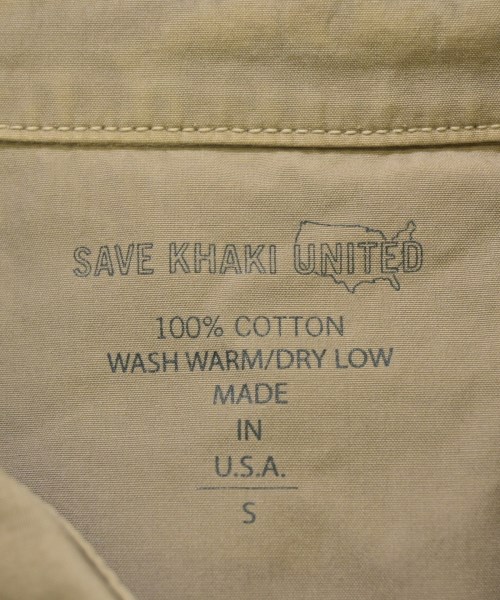 SAVE KHAKI UNITED
100% COTTON
WASH WARM/DRY LOW
MADE
IN
U.S.A.
S